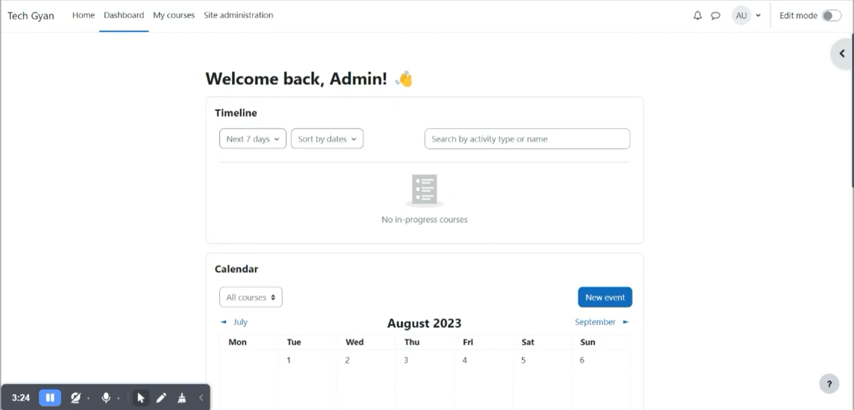 Tech Gyan Home Dashboard My courses Site administration AU Edit mode
Welcome back, Admin!
Timeline
Next 7 days Sort by dates Search by activity type or name
No in-progress courses
Calendar
All courses New event
July August 2023 September
Mon Tue Wed Thu Fri Sat Sun
1 2 3 4 5 6
3:24
?